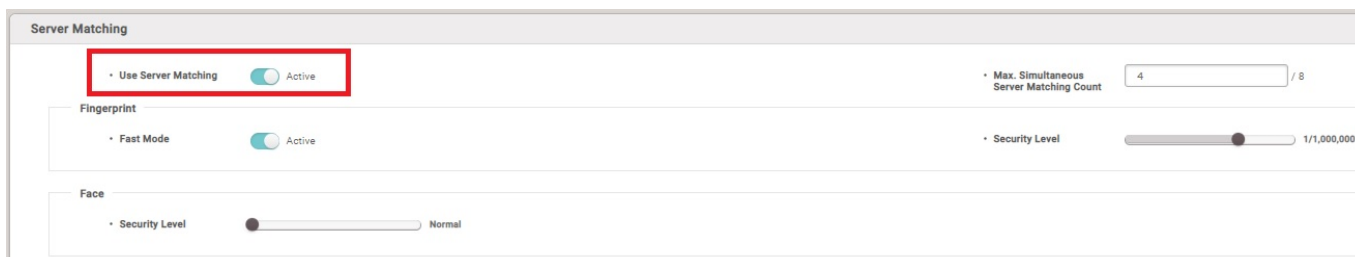 Server Matching
• Use Server Matching Active
• Max. Simultaneous
Server Matching Count 4 / 8
Fingerprint
• Fast Mode Active
• Security Level 1/1,000,000
Face
• Security Level Normal